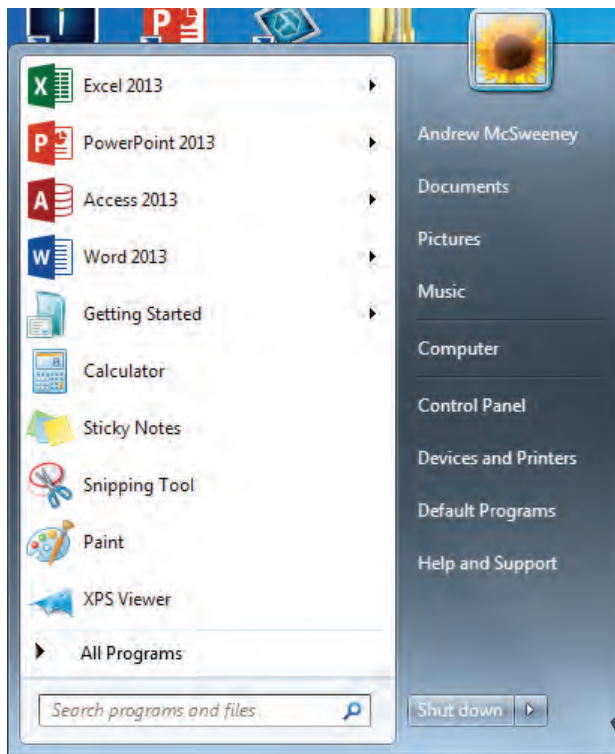 Excel 2013
PowerPoint 2013
Access 2013
Word 2013
Getting Started
Calculator
Sticky Notes
Snipping Tool
Paint
XPS Viewer
All Programs
Search programs and files
Andrew McSweeney
Documents
Pictures
Music
Computer
Control Panel
Devices and Printers
Default Programs
Help and Support
Shut down